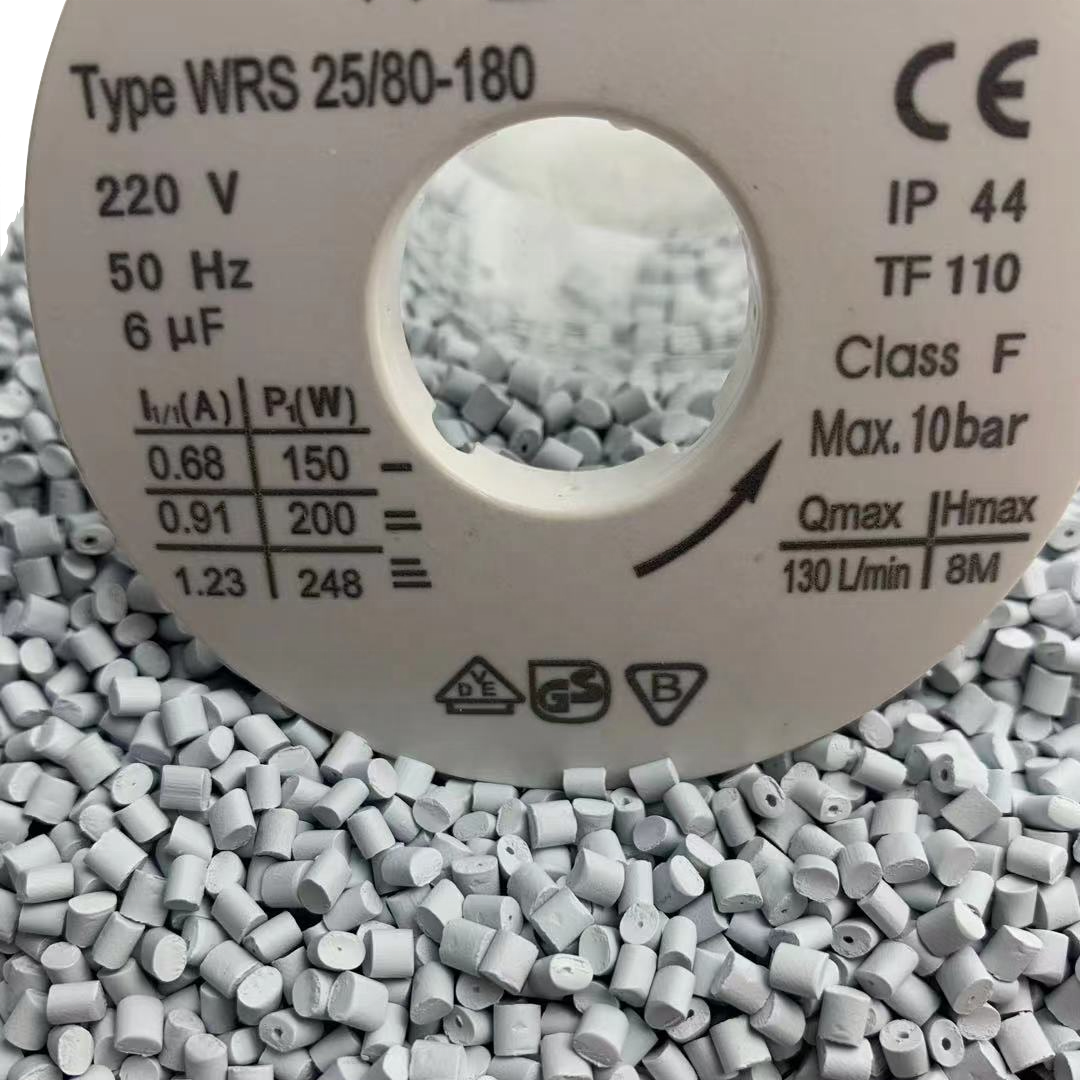 Type WRS 25/80-180
CE
220 V
50 Hz
6 µF
IP 44
TF 110
Class F
Max. 10bar
I₁/₁(A) P₁(W)
0.68 150
0.91 200
1.23 248
Qmax Hmax
130 L/min 8M
DVE
GS
B